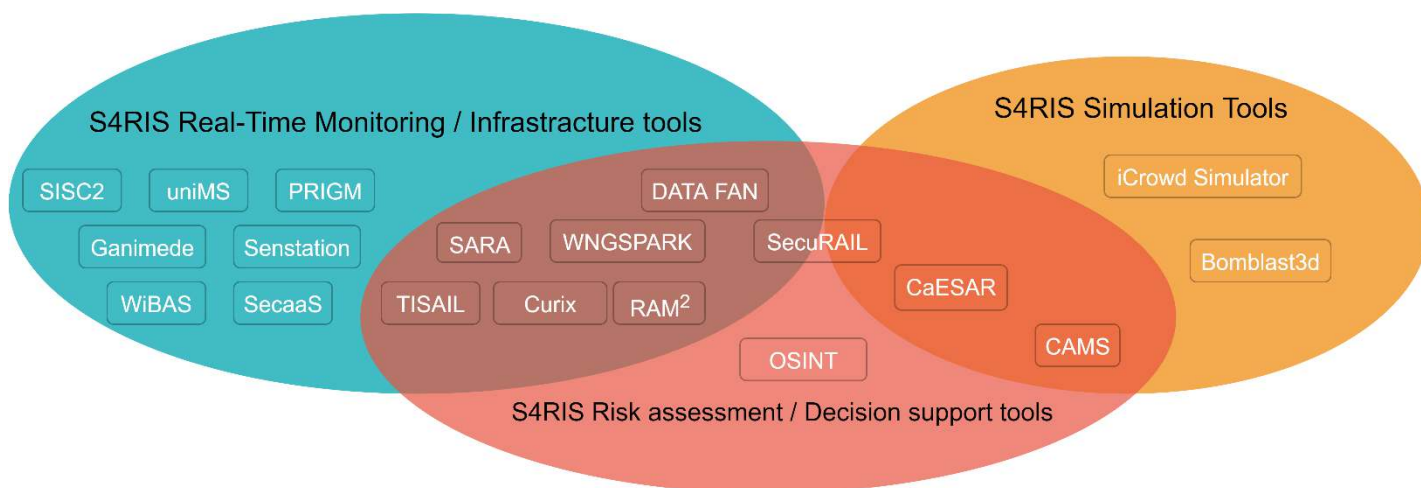 S4RIS Real-Time Monitoring / Infrastracture tools
SISC2
uniMS
PRIGM
Ganimede
Senstation
WiBAS
SecaaS
DATA FAN
SARA
WNGSPARK
SecuRAIL
TISAIL
Curix
RAM²
S4RIS Simulation Tools
iCrowd Simulator
Bomblast3d
CaESAR
CAMS
OSINT
S4RIS Risk assessment / Decision support tools